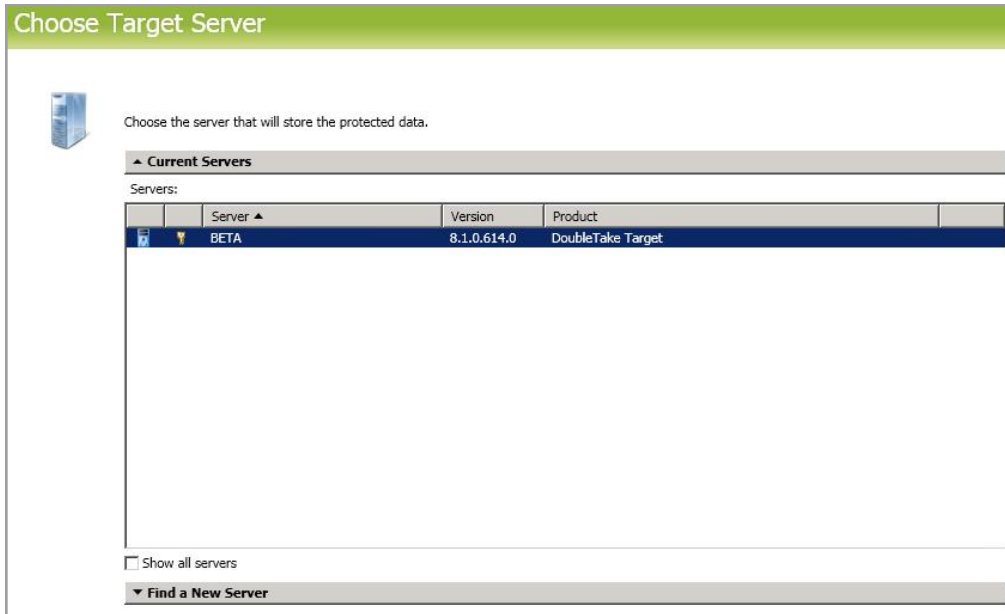 Choose Target Server
Choose the server that will store the protected data.
Current Servers
Servers:
Server Version Product
BETA 8.1.0.614.0 DoubleTake Target
Show all servers
Find a New Server